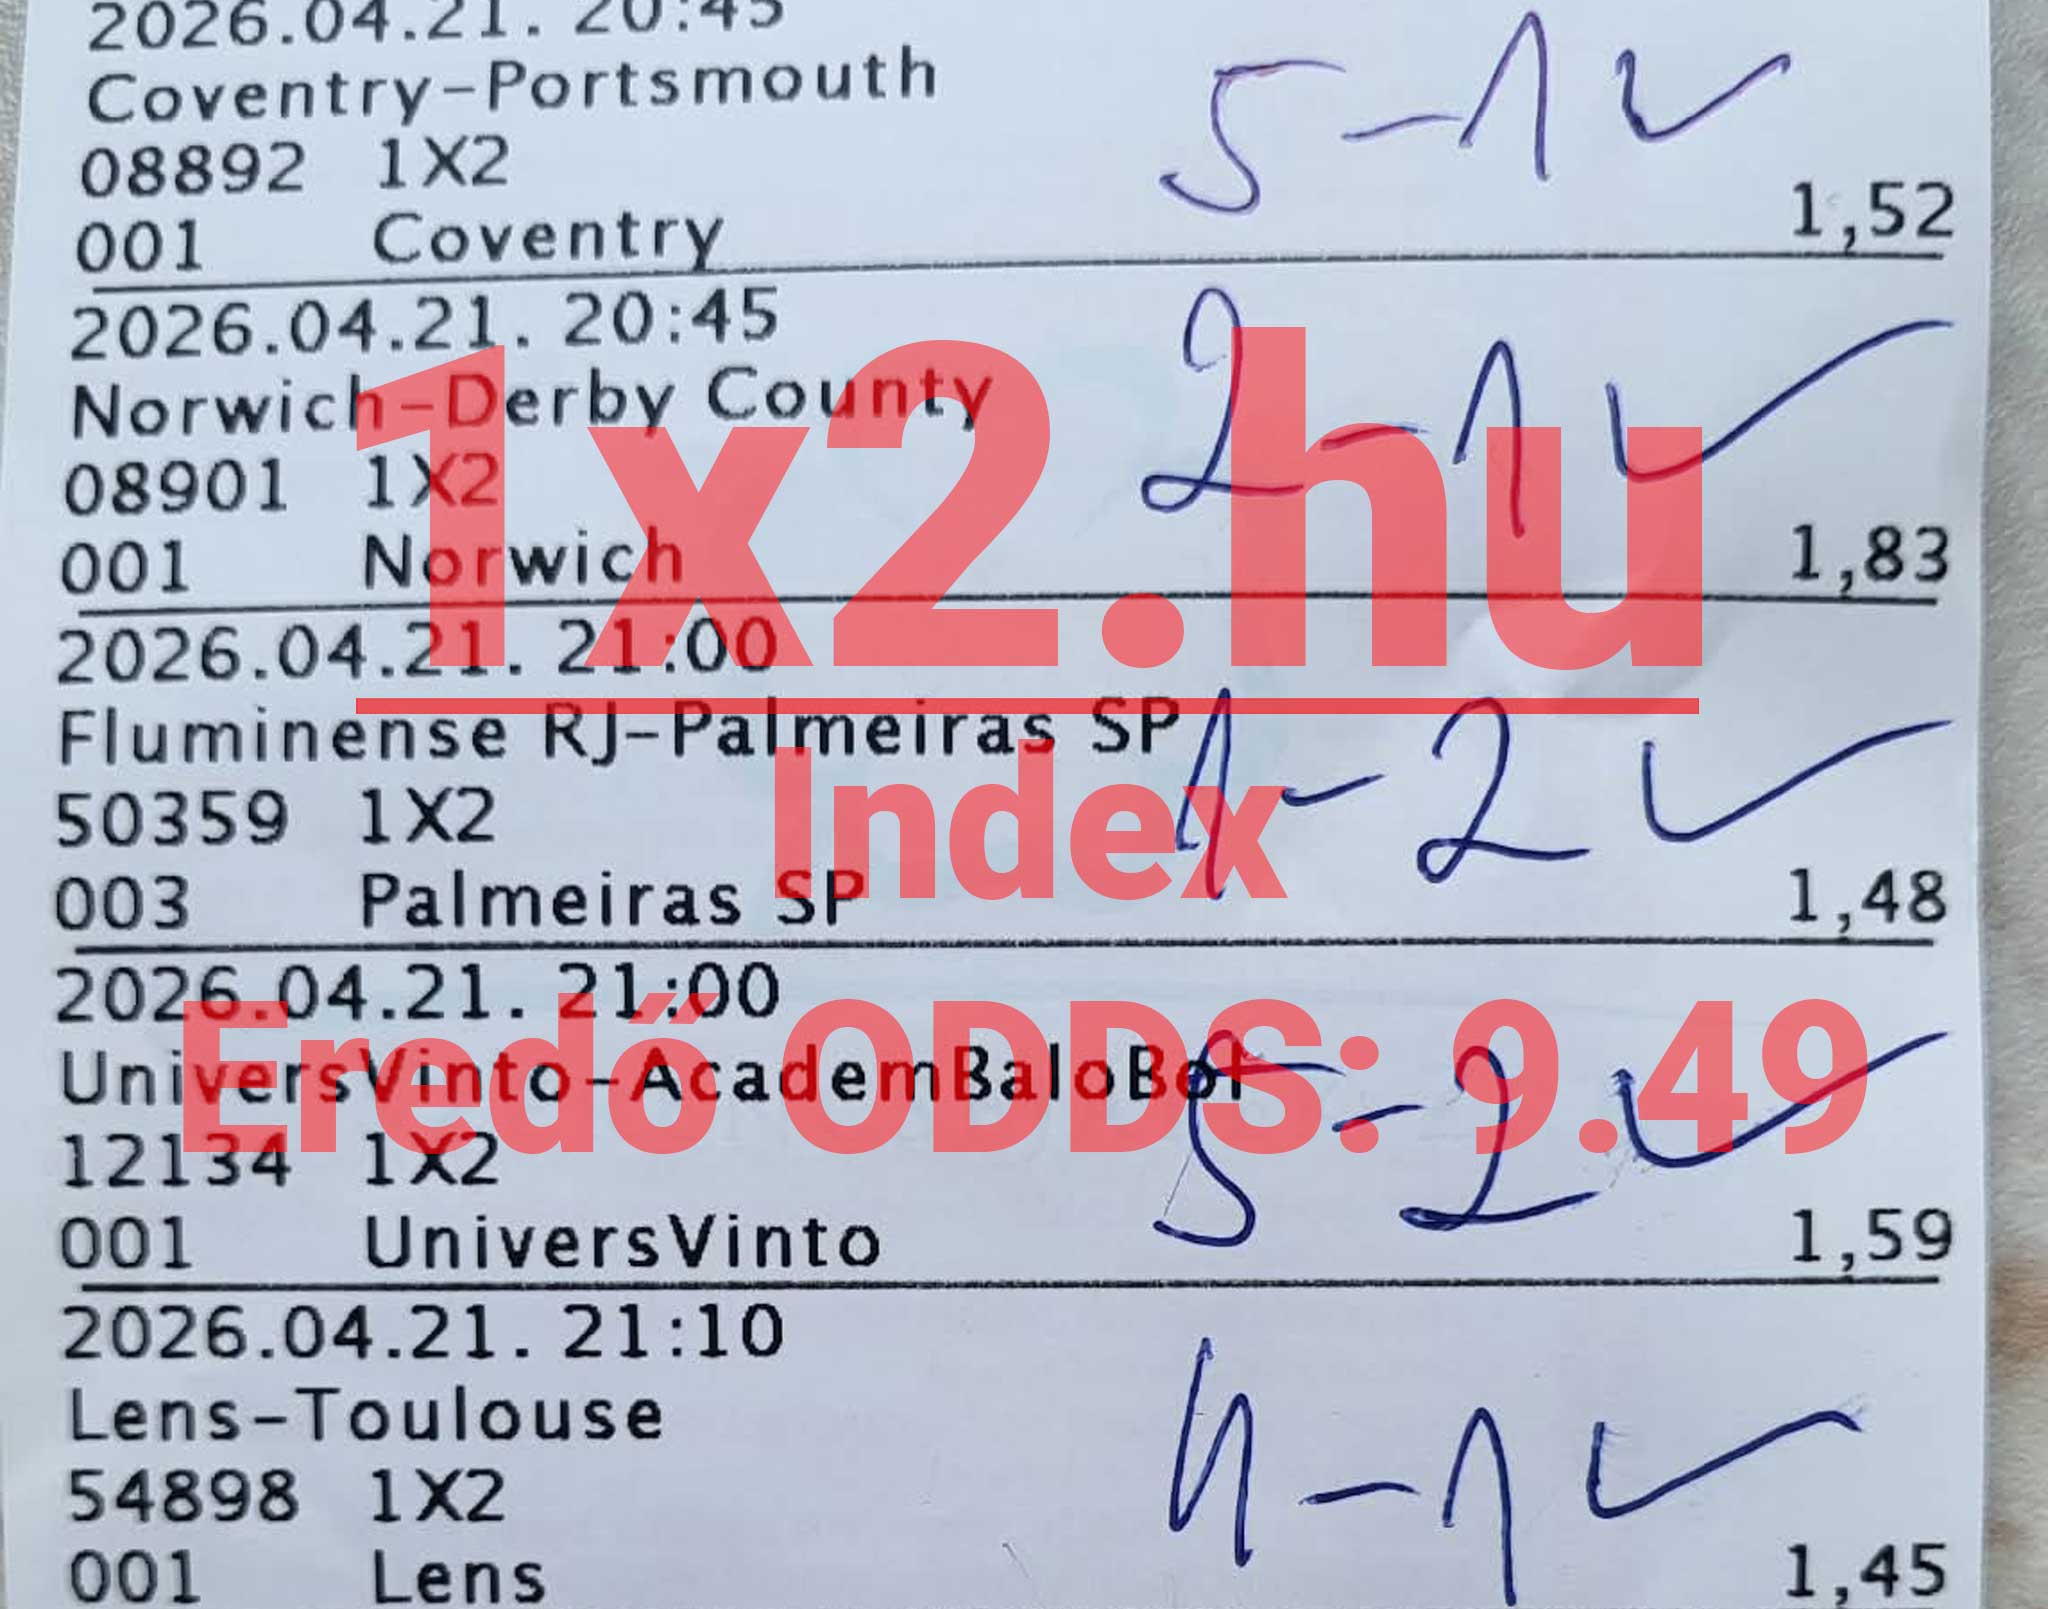 2026.04.21. 20:45
Coventry-Portsmouth
08892 1X2
5-1 ✓
001 Coventry 1,52
2026.04.21. 20:45
Norwich-Derby County
08901 1X2
2-1 ✓
001 Norwich 1,83
1x2.hu
2026.04.21. 21:00
Fluminense RJ-Palmeiras SP
50359 1X2
1-2 ✓
003 Palmeiras SP 1,48
Index
2026.04.21. 21:00
Eredő ODDS: 9.49
UniversVinto-AcademBaloBot
12134 1X2
5-2 ✓
001 UniversVinto 1,59
2026.04.21. 21:10
Lens-Toulouse
54898 1X2
4-1 ✓
001 Lens 1,45